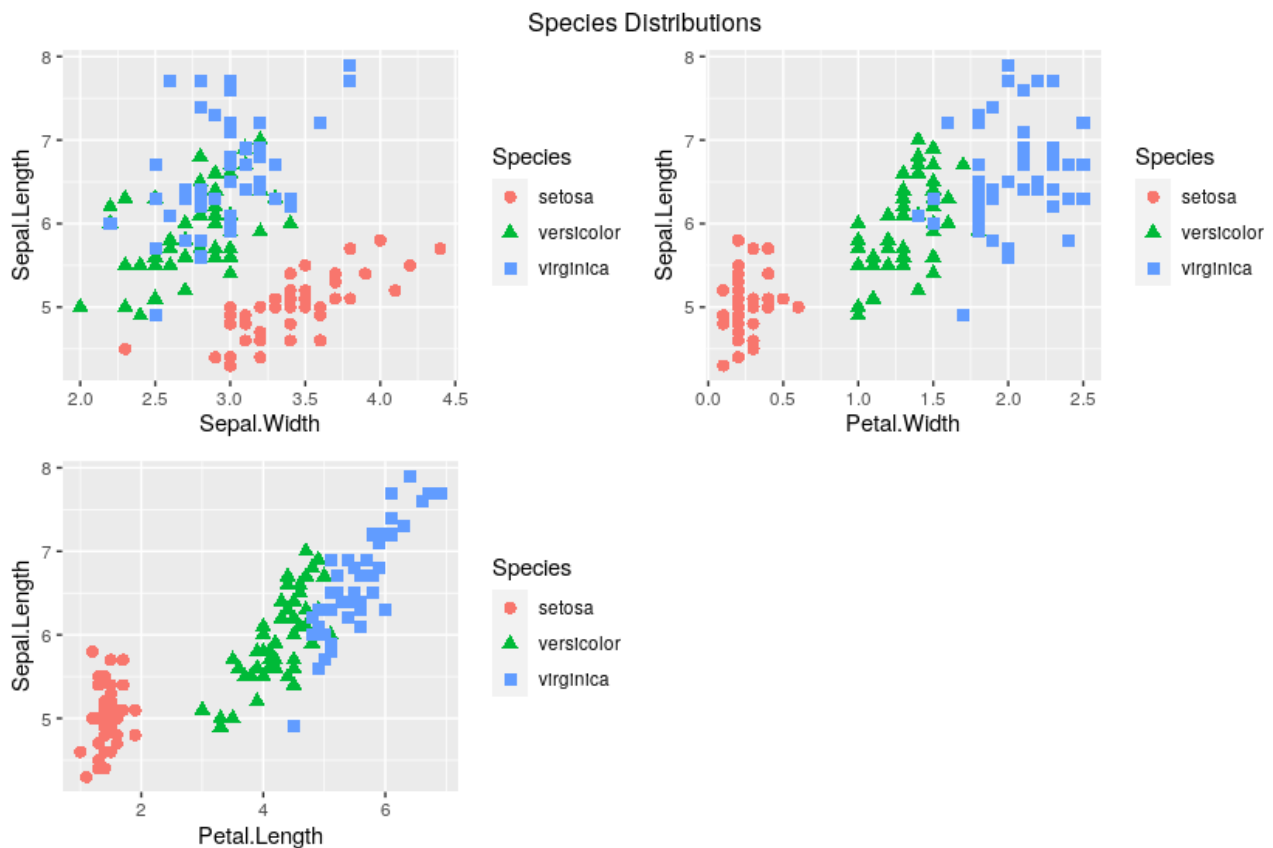 Species Distributions
8
7
6
5
Sepal.Length
2.0 2.5 3.0 3.5 4.0 4.5
Sepal.Width
Species
setosa
versicolor
virginica
8
7
6
5
Sepal.Length
0.0 0.5 1.0 1.5 2.0 2.5
Petal.Width
Species
setosa
versicolor
virginica
8
7
6
5
Sepal.Length
2 4 6
Petal.Length
Species
setosa
versicolor
virginica